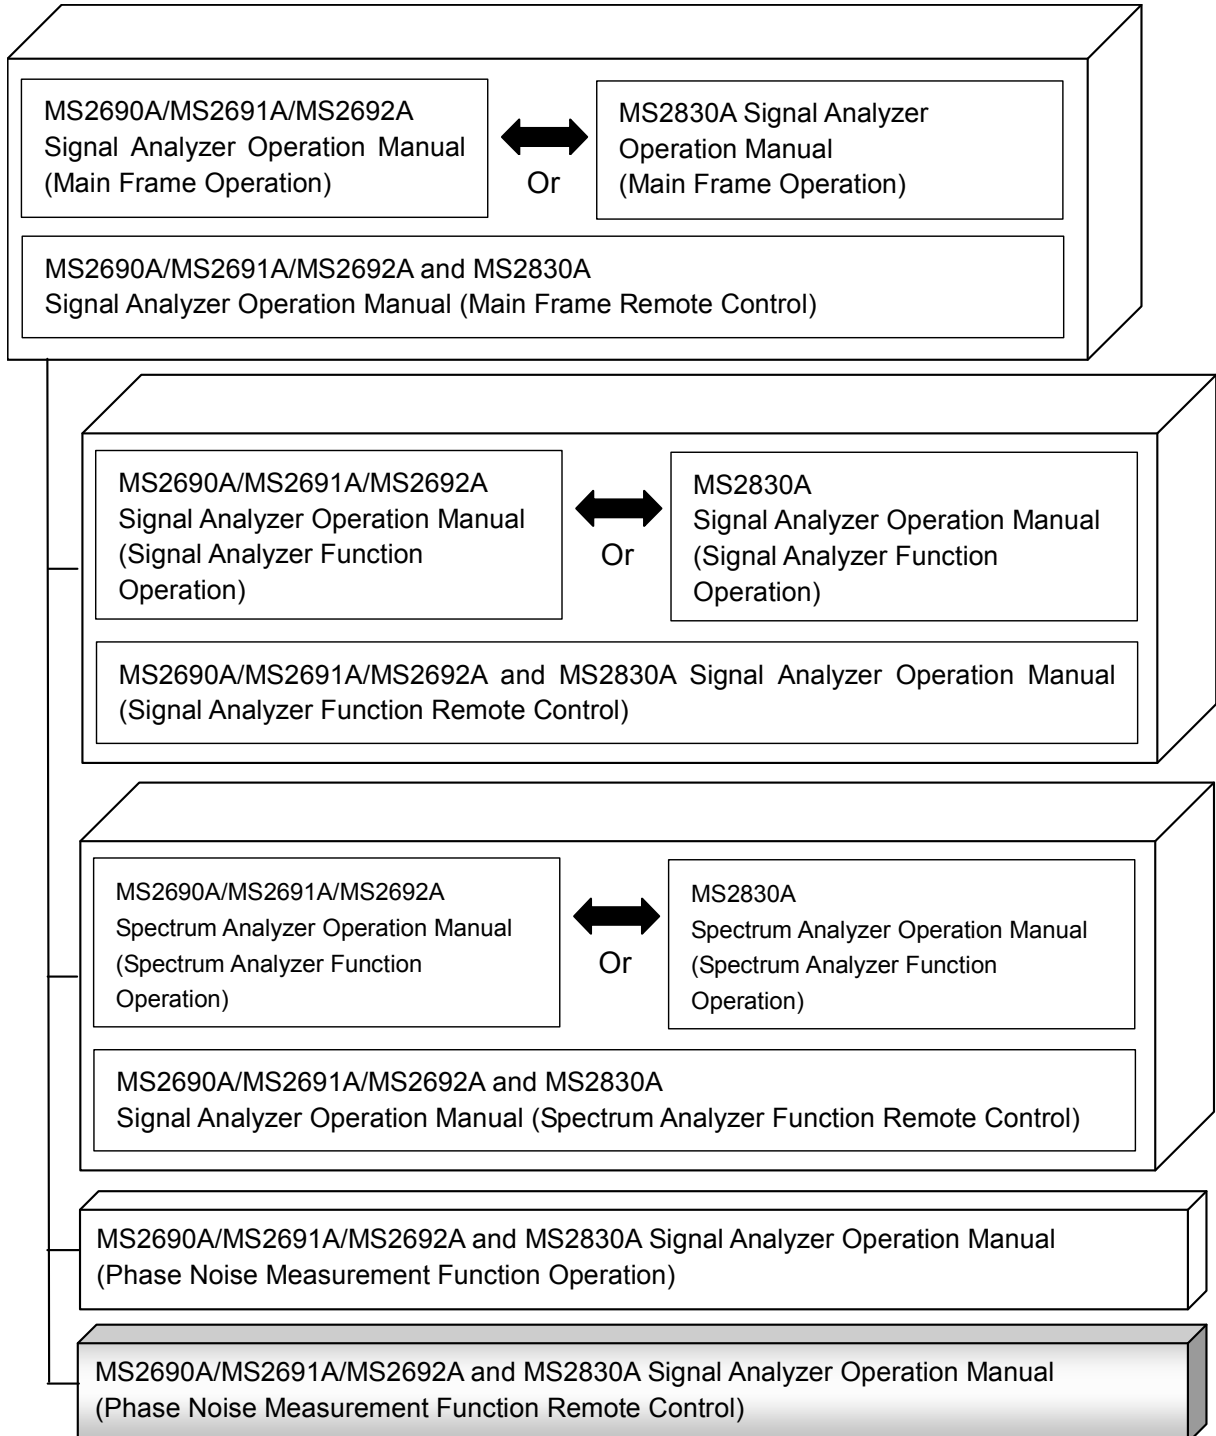 MS2690A/MS2691A/MS2692A
Signal Analyzer Operation Manual
(Main Frame Operation)
Or
MS2830A Signal Analyzer
Operation Manual
(Main Frame Operation)
MS2690A/MS2691A/MS2692A and MS2830A
Signal Analyzer Operation Manual (Main Frame Remote Control)
MS2690A/MS2691A/MS2692A
Signal Analyzer Operation Manual
(Signal Analyzer Function
Operation)
Or
MS2830A
Signal Analyzer Operation Manual
(Signal Analyzer Function
Operation)
MS2690A/MS2691A/MS2692A and MS2830A Signal Analyzer Operation Manual
(Signal Analyzer Function Remote Control)
MS2690A/MS2691A/MS2692A
Spectrum Analyzer Operation Manual
(Spectrum Analyzer Function
Operation)
Or
MS2830A
Spectrum Analyzer Operation Manual
(Spectrum Analyzer Function
Operation)
MS2690A/MS2691A/MS2692A and MS2830A
Signal Analyzer Operation Manual (Spectrum Analyzer Function Remote Control)
MS2690A/MS2691A/MS2692A and MS2830A Signal Analyzer Operation Manual
(Phase Noise Measurement Function Operation)
MS2690A/MS2691A/MS2692A and MS2830A Signal Analyzer Operation Manual
(Phase Noise Measurement Function Remote Control)